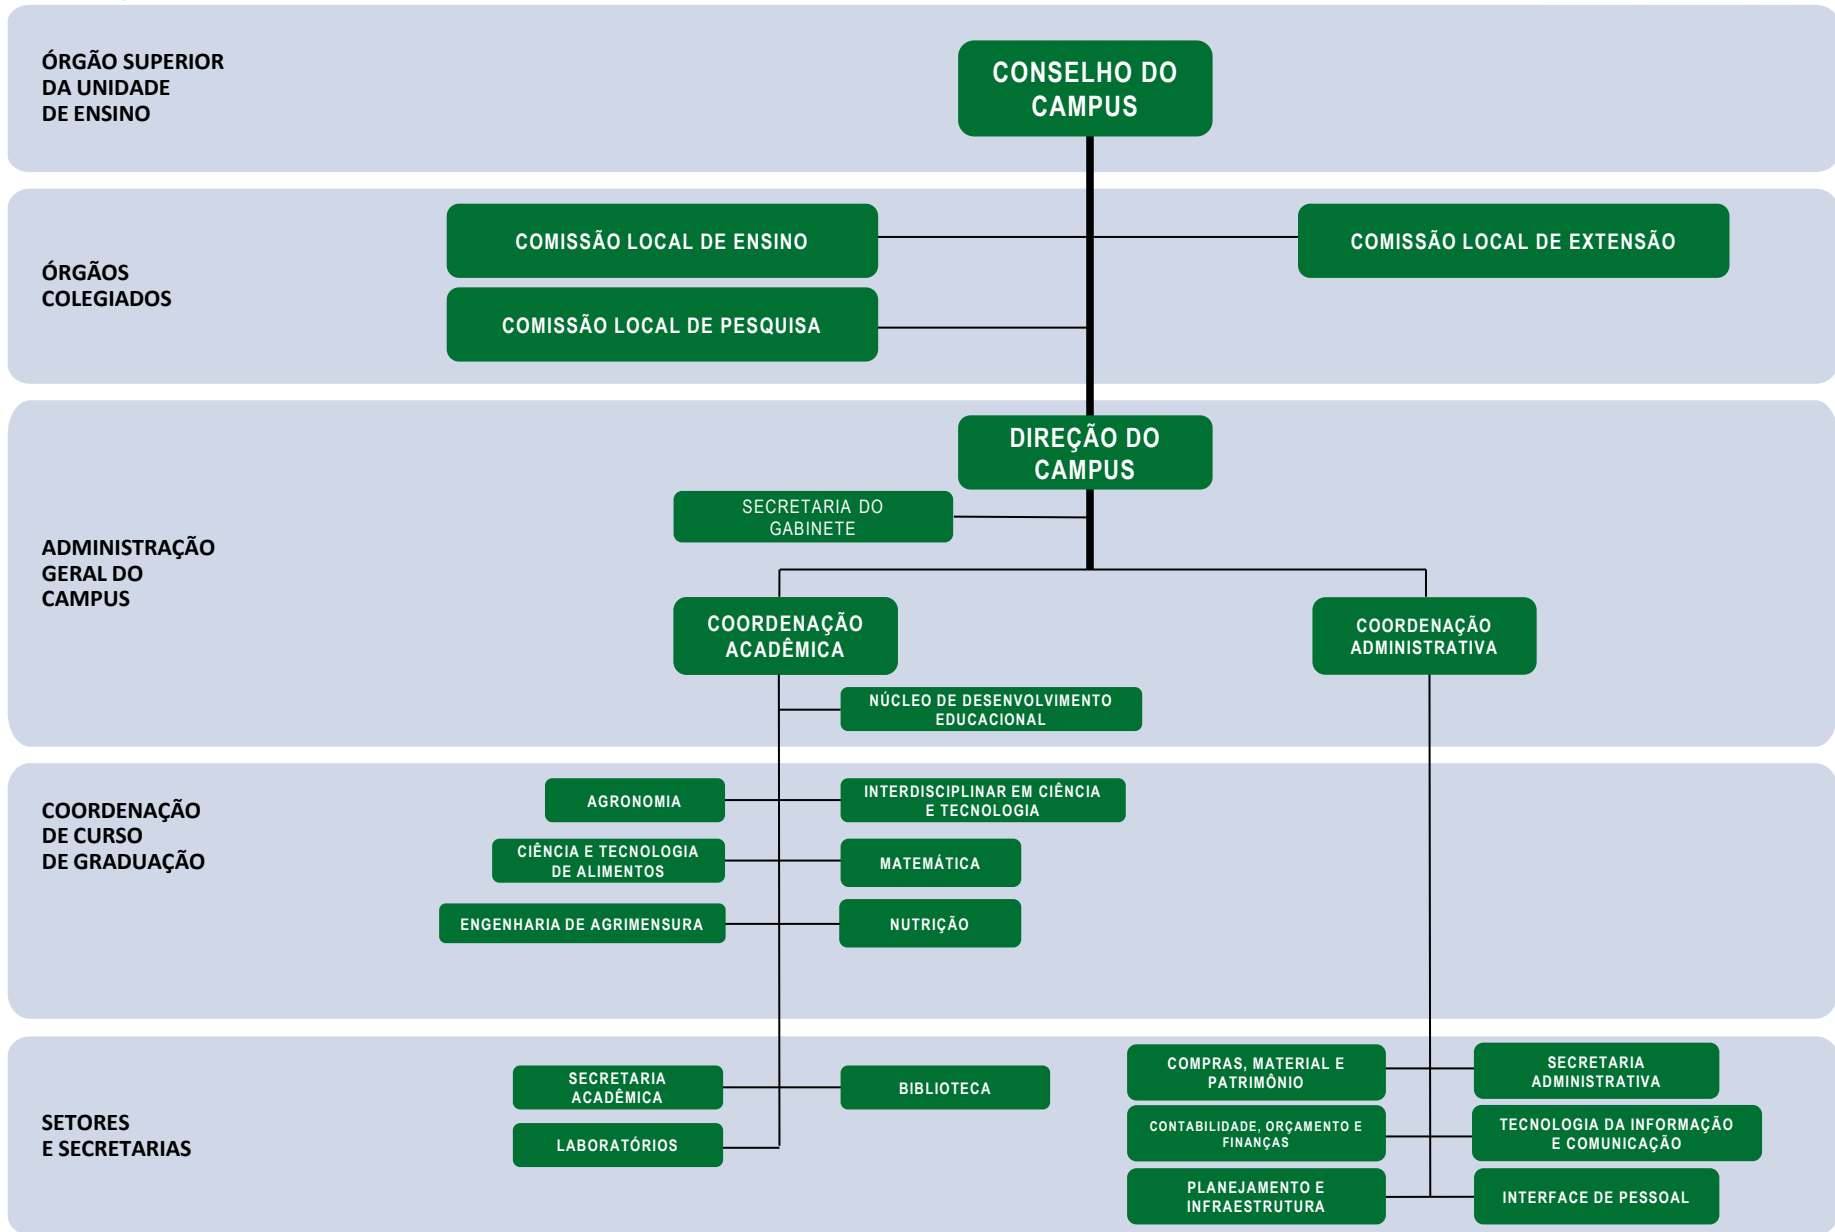 ÓRGÃO SUPERIOR
DA UNIDADE
DE ENSINO
CONSELHO DO
CAMPUS
ÓRGÃOS
COLEGIADOS
COMISSÃO LOCAL DE ENSINO
COMISSÃO LOCAL DE EXTENSÃO
COMISSÃO LOCAL DE PESQUISA
ADMINISTRAÇÃO
GERAL DO
CAMPUS
DIREÇÃO DO
CAMPUS
SECRETARIA DO
GABINETE
COORDENAÇÃO
ACADÊMICA
COORDENAÇÃO
ADMINISTRATIVA
NÚCLEO DE DESENVOLVIMENTO
EDUCACIONAL
COORDENAÇÃO
DE CURSO
DE GRADUAÇÃO
AGRONOMIA
INTERDISCIPLINAR EM CIÊNCIA
E TECNOLOGIA
CIÊNCIA E TECNOLOGIA
DE ALIMENTOS
MATEMÁTICA
ENGENHARIA DE AGRIMENSURA
NUTRIÇÃO
SETORES
E SECRETARIAS
SECRETARIA
ACADÊMICA
BIBLIOTECA
LABORATÓRIOS
COMPRAS, MATERIAL E
PATRIMÔNIO
SECRETARIA
ADMINISTRATIVA
CONTABILIDADE, ORÇAMENTO E
FINANÇAS
TECNOLOGIA DA INFORMAÇÃO
E COMUNICAÇÃO
PLANEJAMENTO E
INFRAESTRUTURA
INTERFACE DE PESSOAL